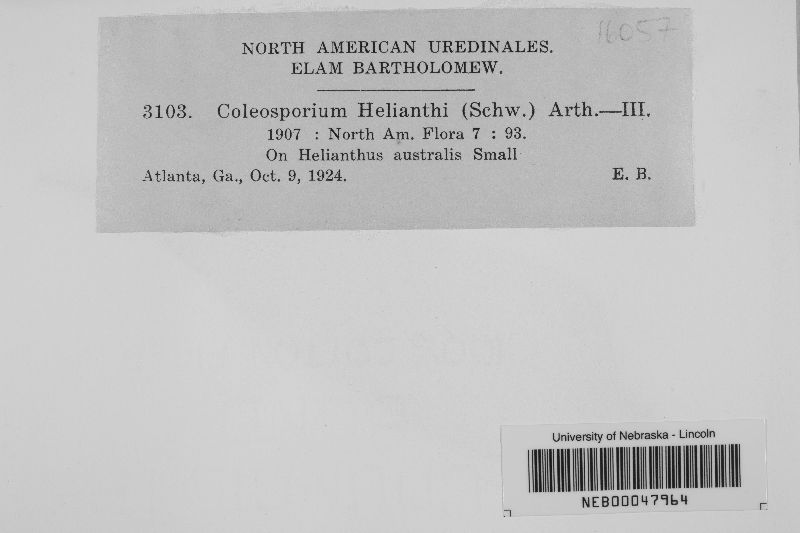 16057
NORTH AMERICAN UREDINALES.
ELAM BARTHOLOMEW.
3103. Coleosporium Helianthi (Schw.) Arth.—III.
1907 : North Am. Flora 7 : 93.
On Helianthus australis Small
Atlanta, Ga., Oct. 9, 1924. E. B.
University of Nebraska - Lincoln
NEB00047964